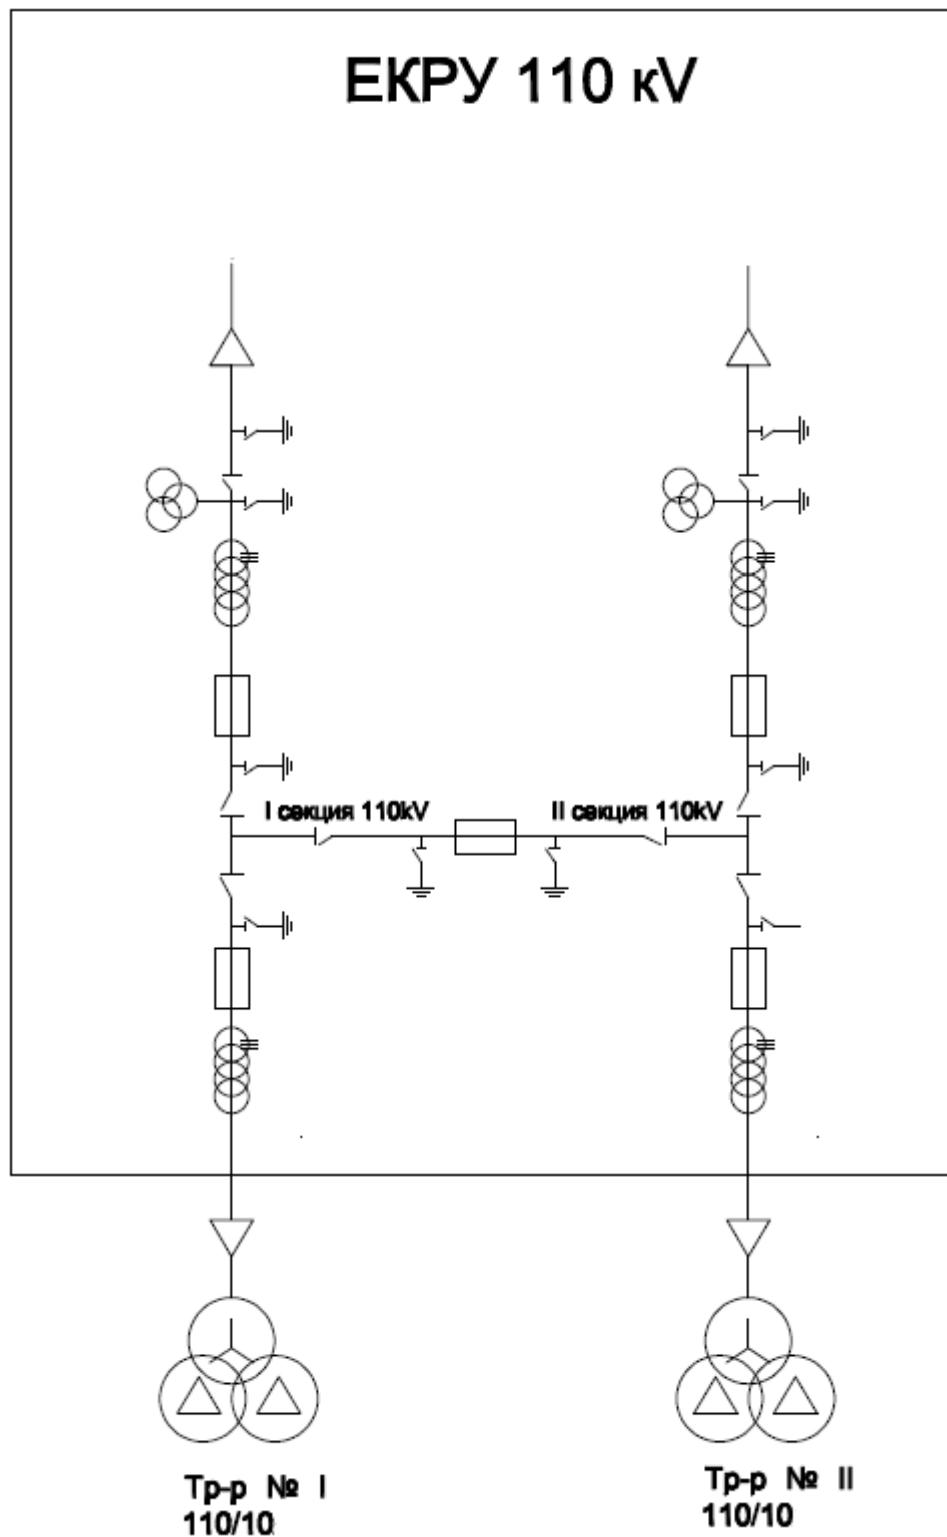 ЕКРУ 110 кV
I секция 110kV
II секция 110kV
Тр-р № I
110/10
Тр-р № II
110/10